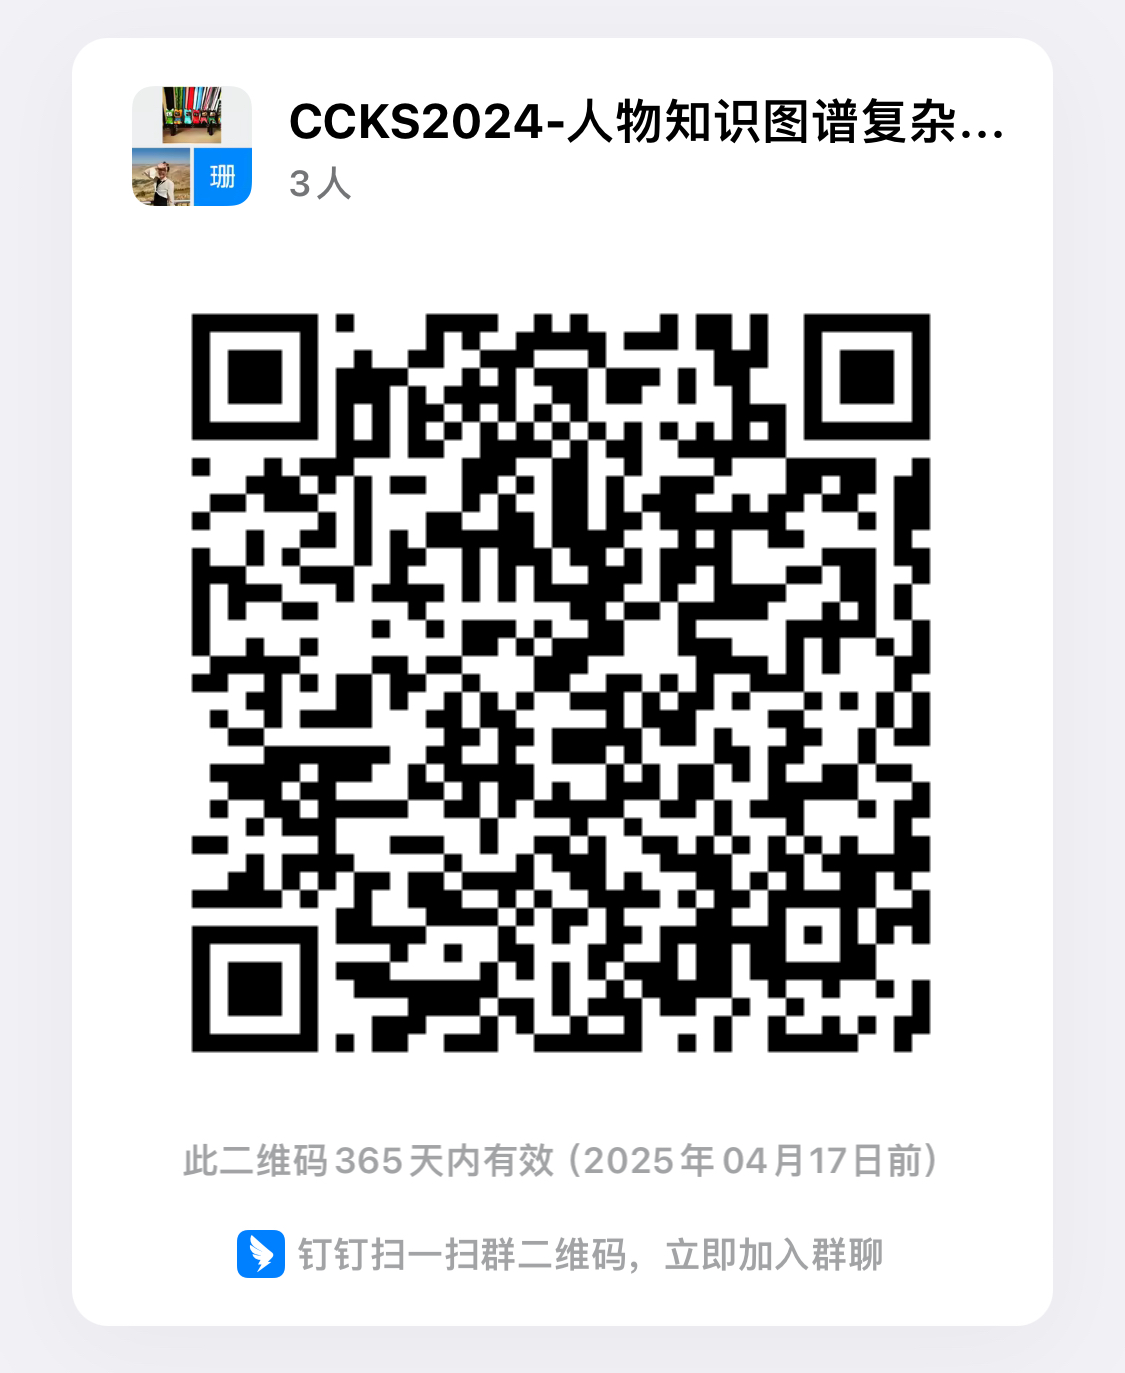 CCKS2024-人物知识图谱复杂...
3人
珊
此二维码365天内有效（2025年04月17日前）
钉钉扫一扫群二维码，立即加入群聊